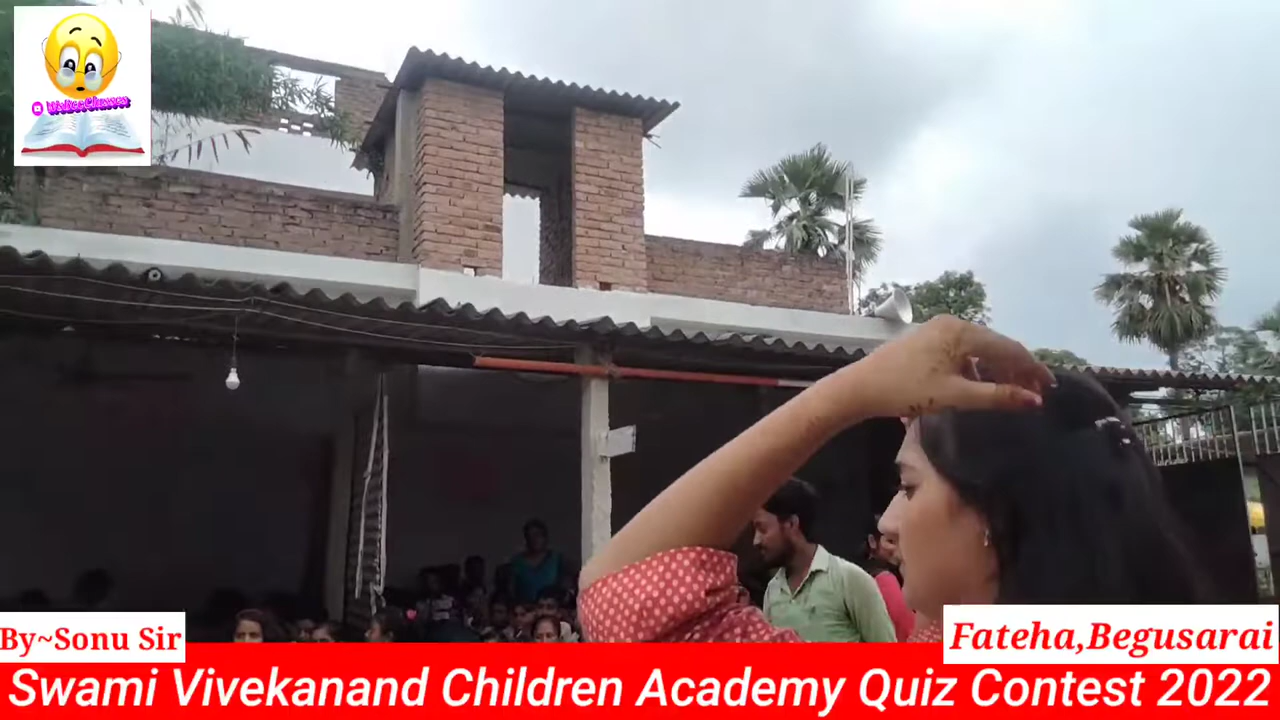 By~Sonu Sir
Fateha,Begusarai
Swami Vivekanand Children Academy Quiz Contest 2022